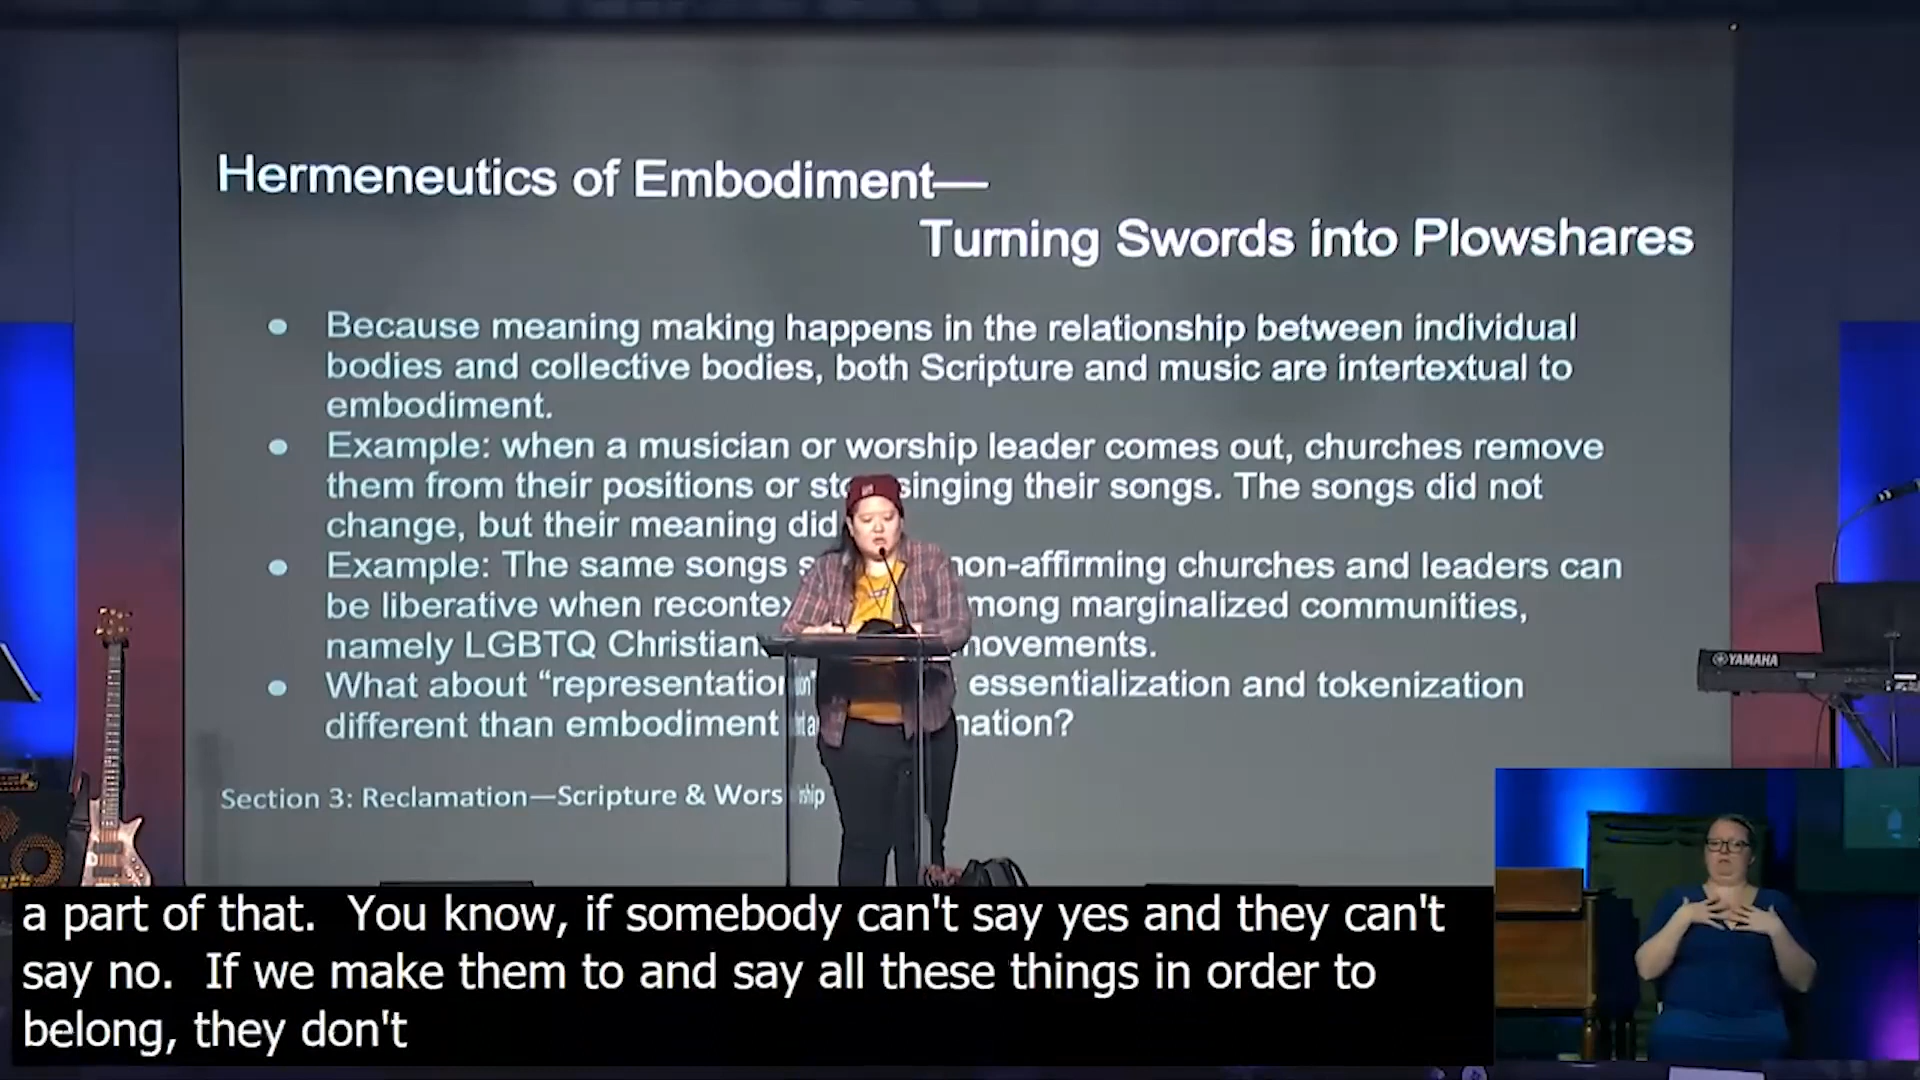 Hermeneutics of Embodiment—
Turning Swords into Plowshares
● Because meaning making happens in the relationship between individual
bodies and collective bodies, both Scripture and music are intertextual to
embodiment.
● Example: when a musician or worship leader comes out, churches remove
them from their positions or singing their songs. The songs did not
change, but their meaning did
● Example: The same songs non-affirming churches and leaders can
be liberative when among marginalized communities,
namely LGBTQ movements.
● What about “representation” essentialization and tokenization
different than embodiment
Section 3: Reclamation—Scripture & Worship
YAMAHA
a part of that. You know, if somebody can't say yes and they can't
say no. If we make them to and say all these things in order to
belong, they don't